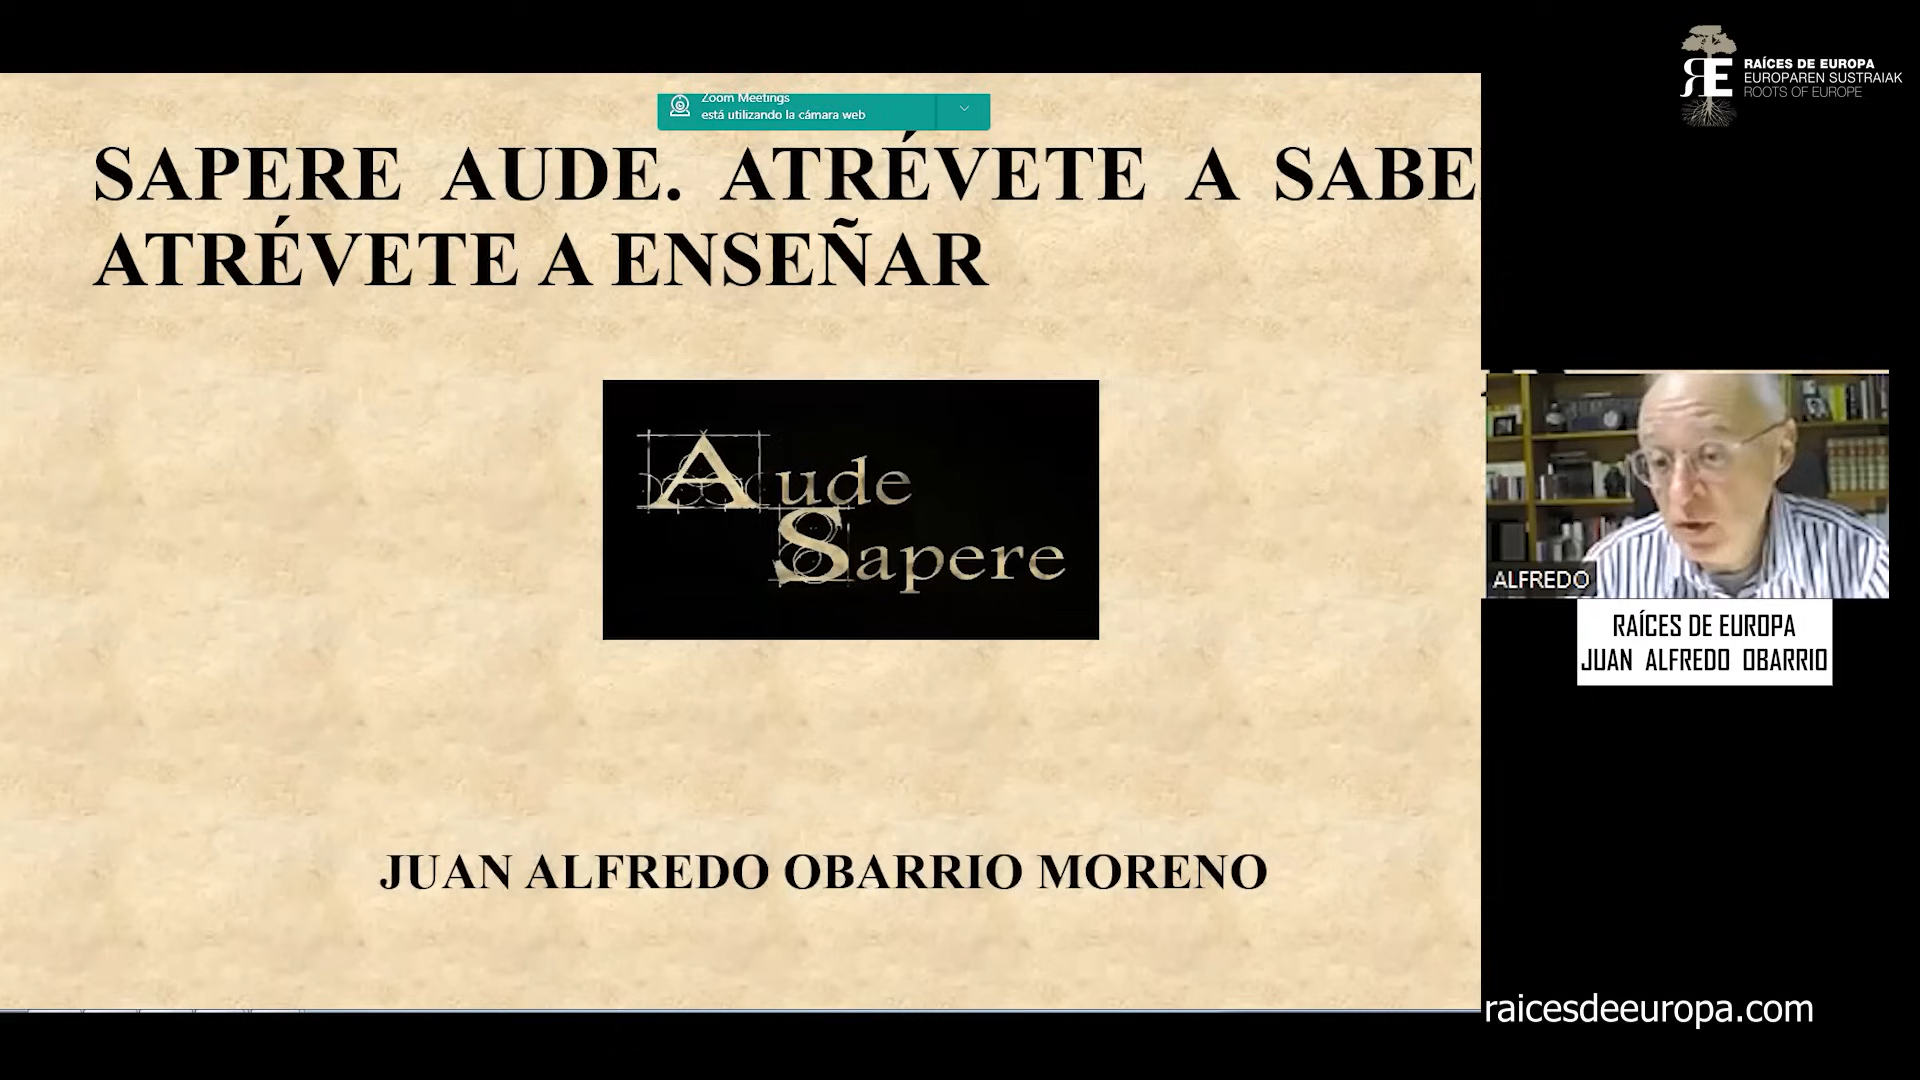 RAÍCES DE EUROPA
EUROPAREN SUSTRAIAK
ROOTS OF EUROPE
Zoom Meetings
está utilizando la cámara web
SAPERE AUDE. ATRÉVETE A SABE
ATRÉVETE A ENSEÑAR
Aude
Sapere
ALFREDO
RAÍCES DE EUROPA
JUAN ALFREDO OBARRIO
JUAN ALFREDO OBARRIO MORENO
raicesdeeuropa.com